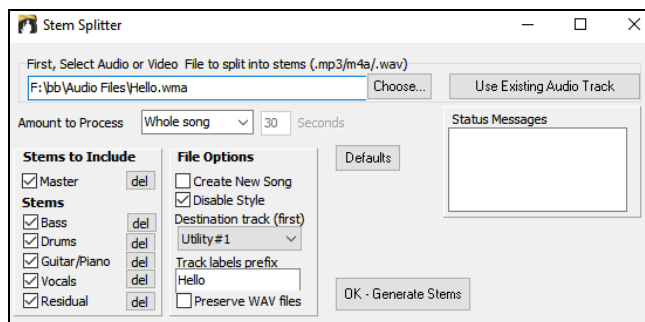 Stem Splitter
First, Select Audio or Video File to split into stems (.mp3/m4a/.wav)
F:\bb\Audio Files\Hello.wma
Choose...
Use Existing Audio Track
Amount to Process
Whole song
30
Seconds
Status Messages
Stems to Include
Master
del
Stems
Bass
del
Drums
del
Guitar/Piano
del
Vocals
del
Residual
del
File Options
Create New Song
Disable Style
Destination track (first)
Utility#1
Track labels prefix
Hello
Preserve WAV files
Defaults
OK - Generate Stems